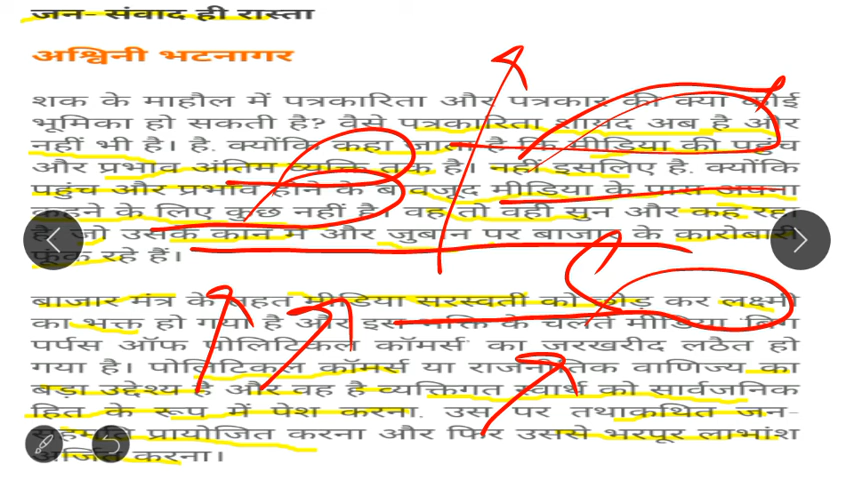 जन- संवाद ही रास्ता
अश्विनी भटनागर
शक के माहौल में पत्रकारिता और पत्रकार की क्या कोई
भूमिका हो सकती है? वैसे पत्रकारिता शायद अब है और
नहीं भी है। है. क्योंकि कहा जाता है कि मीडिया की पहुंच
और प्रभाव अंतिम व्यक्ति तक है। नहीं इसलिए है. क्योंकि
पहुंच और प्रभाव होने के बावजूद मीडिया के पास अपना
कहने के लिए कुछ नहीं है। वह तो वही सुन और कह रहा
है जो उसके कान में और जुबान पर बाजार के कारोबारी
फूंक रहे हैं।
बाजार मंत्र के तहत मीडिया सरस्वती को छोड़ कर लक्ष्मी
का भक्त हो गया है और इस भक्ति के चलते मीडिया बिग
पर्पस ऑफ पोलिटिकल कॉमर्स का जरखरीद लठैत हो
गया है। पोलिटिकल कॉमर्स या राजनीतिक वाणिज्य का
बड़ा उद्देश्य है और वह है व्यक्तिगत स्वार्थ को सार्वजनिक
हित के रूप में पेश करना. उस पर तथाकथित जन-
सहमति प्रायोजित करना और फिर उससे भरपूर लाभांश
अर्जित करना।